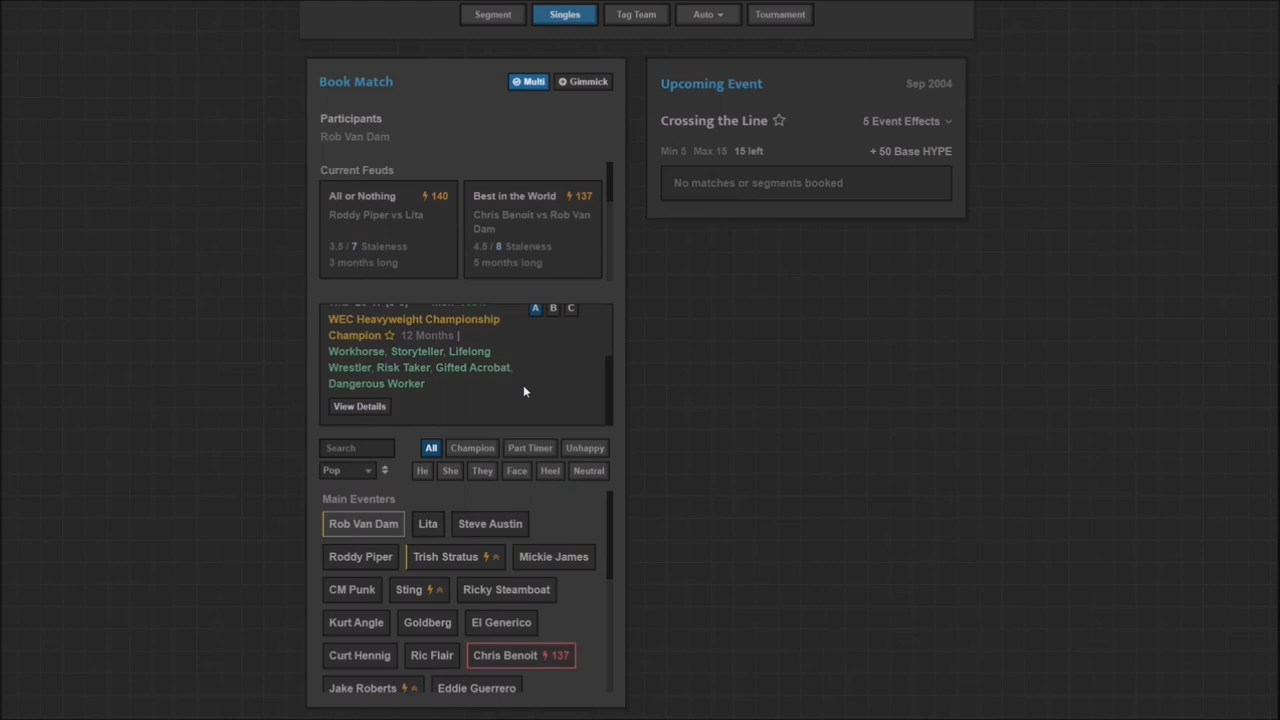 Segment Singles Tag Team Auto Tournament
Book Match Multi Gimmick
Participants
Rob Van Dam
Current Feuds
All or Nothing 140
Roddy Piper vs Lita
3.5 / 7 Staleness
3 months long
Best in the World 137
Chris Benoit vs Rob Van
Dam
4.5 / 8 Staleness
5 months long
A B C
WEC Heavyweight Championship
Champion 12 Months |
Workhorse, Storyteller, Lifelong
Wrestler, Risk Taker, Gifted Acrobat,
Dangerous Worker
View Details
Search All Champion Part Timer Unhappy
Pop He She They Face Heel Neutral
Main Eventers
Rob Van Dam Lita Steve Austin
Roddy Piper Trish Stratus Mickie James
CM Punk Sting Ricky Steamboat
Kurt Angle Goldberg El Generico
Curt Hennig Ric Flair Chris Benoit 137
Jake Roberts Eddie Guerrero
Upcoming Event Sep 2004
Crossing the Line 5 Event Effects
Min 5 Max 15 15 left + 50 Base HYPE
No matches or segments booked